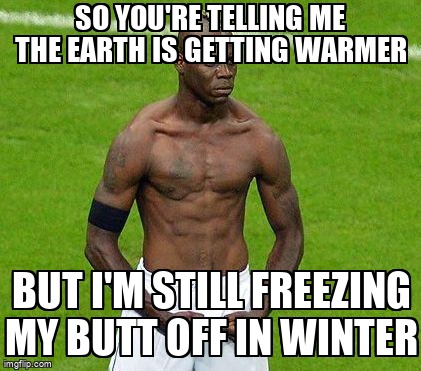 SO YOU'RE TELLING ME
THE EARTH IS GETTING WARMER
BUT I'M STILL FREEZING
MY BUTT OFF IN WINTER
imgflip.com